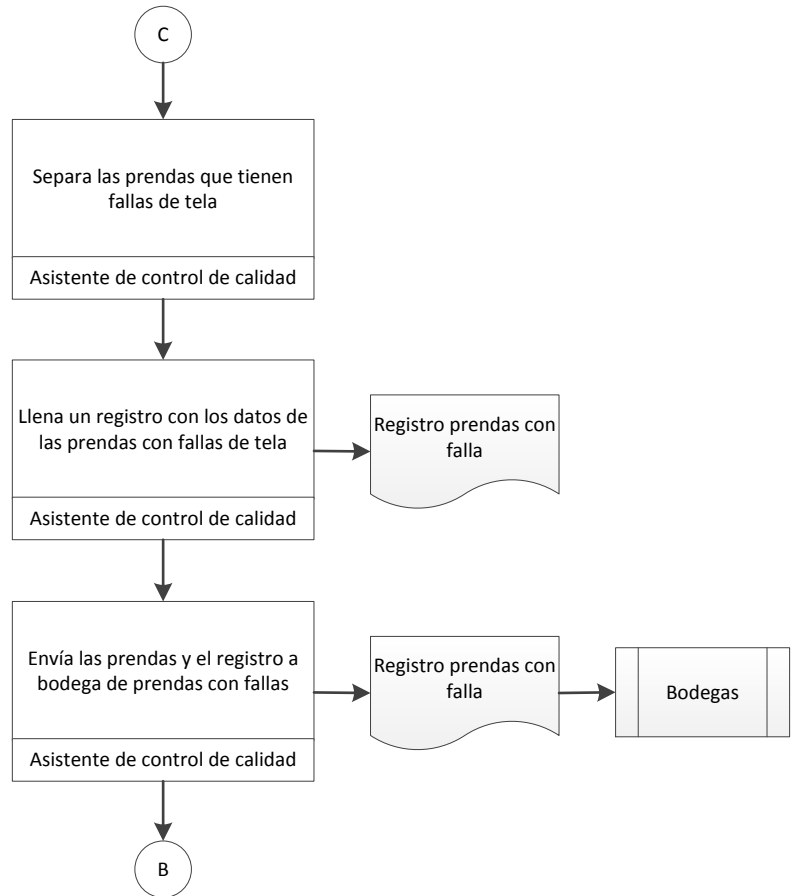 C
Separa las prendas que tienen
fallas de tela
Asistente de control de calidad
Llena un registro con los datos de
las prendas con fallas de tela
Asistente de control de calidad
Registro prendas con
falla
Envía las prendas y el registro a
bodega de prendas con fallas
Asistente de control de calidad
Registro prendas con
falla
Bodegas
B